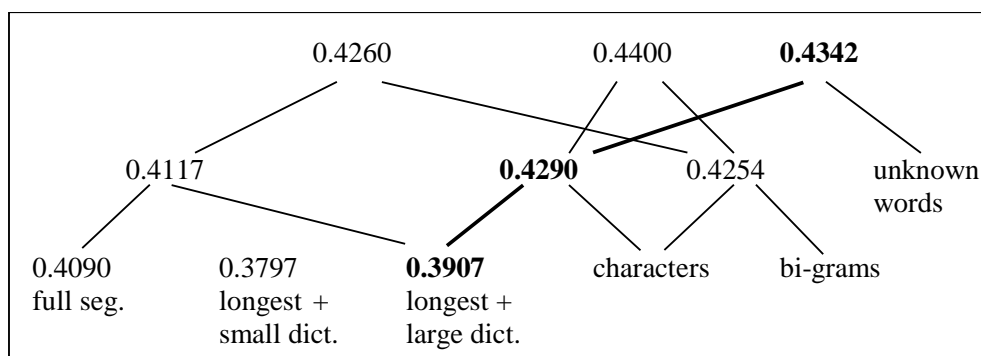 0.4260 0.4400 0.4342
0.4117 0.4290 0.4254 unknown
words
0.4090 0.3797 0.3907 characters bi-grams
full seg. longest + longest +
small dict. large dict.